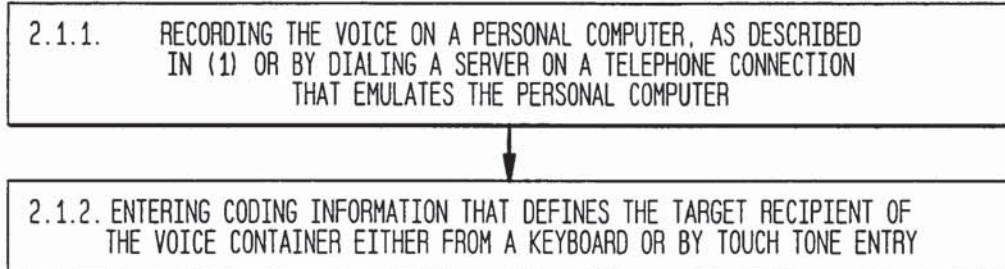 2.1.1. RECORDING THE VOICE ON A PERSONAL COMPUTER, AS DESCRIBED
IN (1) OR BY DIALING A SERVER ON A TELEPHONE CONNECTION
THAT EMULATES THE PERSONAL COMPUTER
2.1.2. ENTERING CODING INFORMATION THAT DEFINES THE TARGET RECIPIENT OF
THE VOICE CONTAINER EITHER FROM A KEYBOARD OR BY TOUCH TONE ENTRY